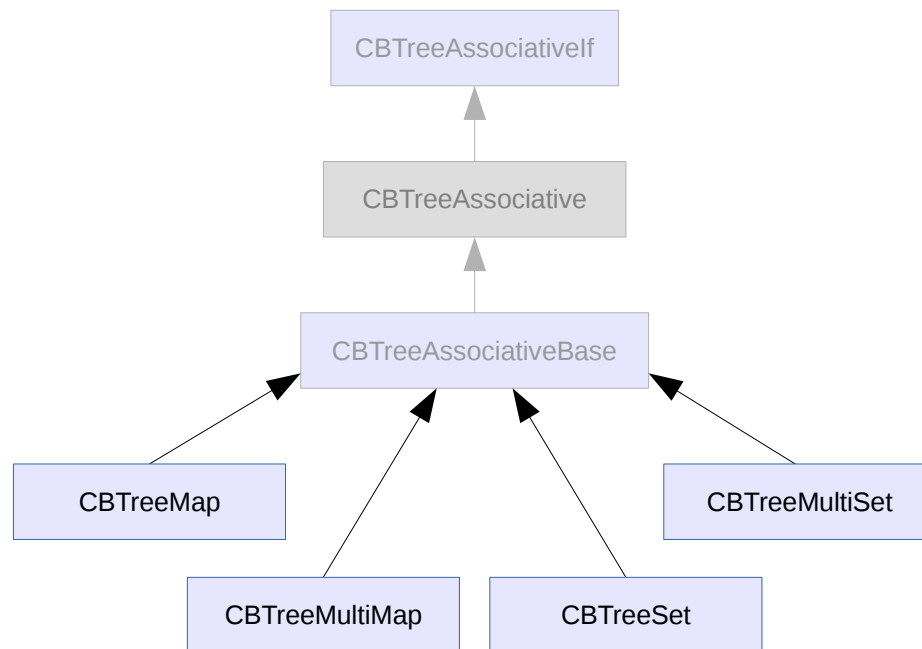 CBTreeAssociativeIf
CBTreeAssociative
CBTreeAssociativeBase
CBTreeMap
CBTreeMultiSet
CBTreeMultiMap
CBTreeSet